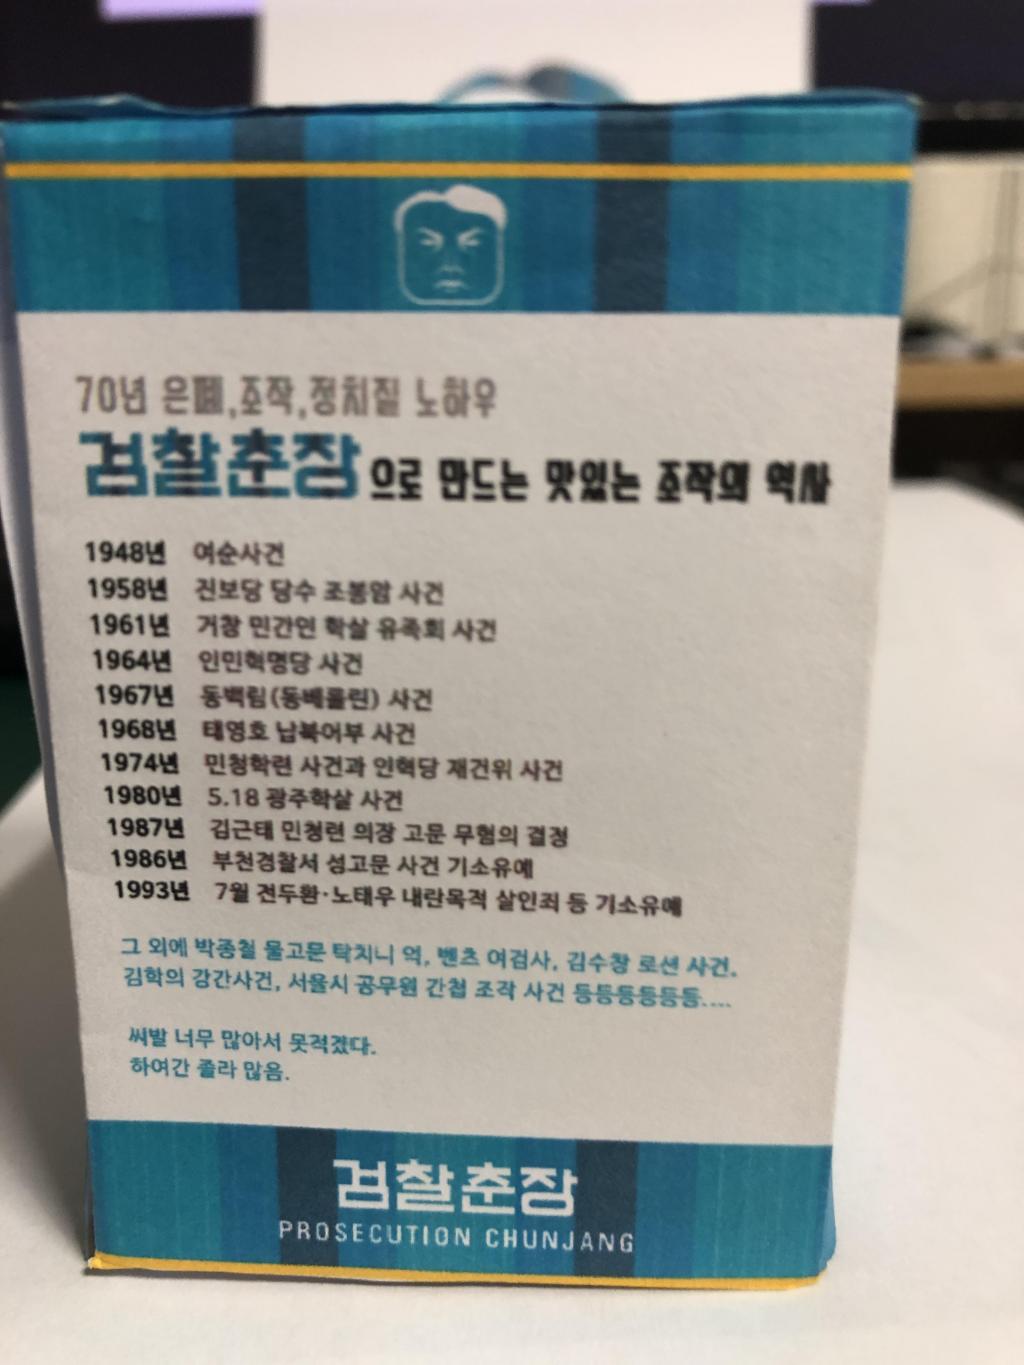 70년 은폐,조작,정치질 노하우
검찰춘장으로 만드는 맛있는 조작의 역사
1948년 여순사건
1958년 진보당 당수 조봉암 사건
1961년 거창 민간인 학살 유족회 사건
1964년 인민혁명당 사건
1967년 동백림(동베를린) 사건
1968년 태영호 납북어부 사건
1974년 민청학련 사건과 인혁당 재건위 사건
1980년 5.18 광주학살 사건
1987년 김근태 민청련 의장 고문 무혐의 결정
1986년 부천경찰서 성고문 사건 기소유예
1993년 7월 전두환·노태우 내란목적 살인죄 등 기소유예
그 외에 박종철 물고문 탁치니 억, 벤츠 여검사, 김수창 로션 사건,
김학의 강간사건, 서울시 공무원 간첩 조작 사건 등등등등등등....
씨발 너무 많아서 못적겠다.
하여간 졸라 많음.
검찰춘장
PROSECUTION CHUNJANG